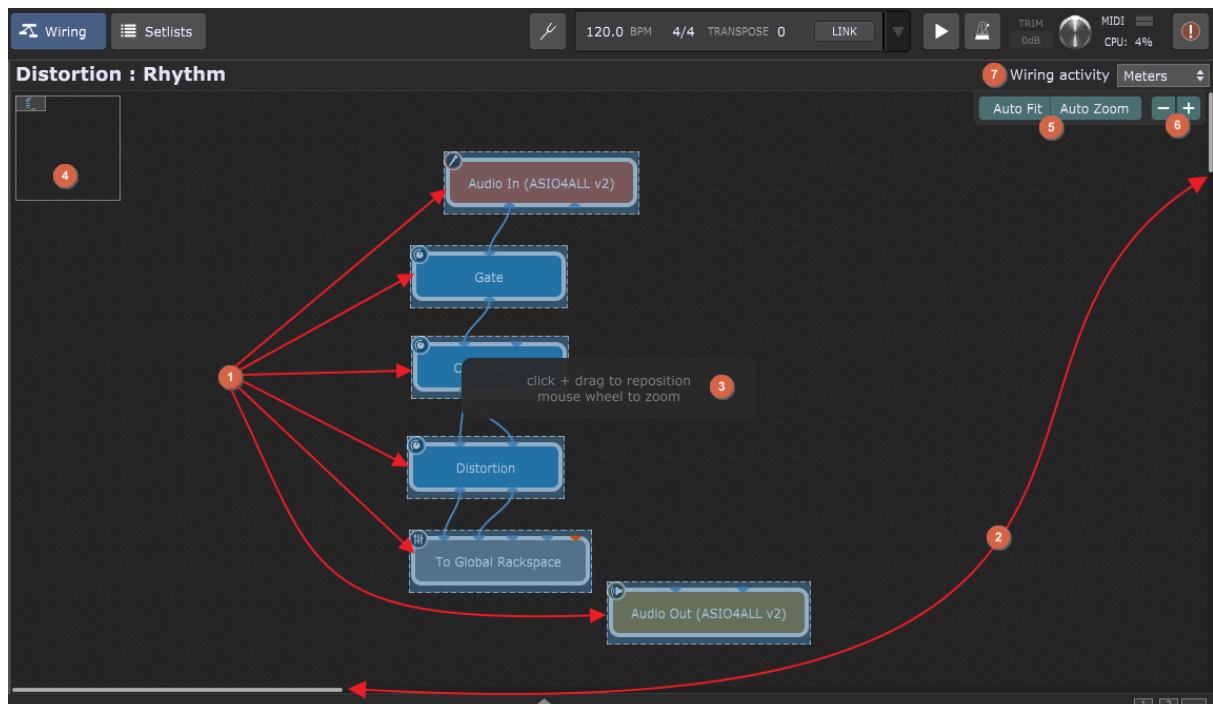 Wiring
Setlists
120.0 BPM 4/4 TRANSPOSE 0 LINK
TRIM
0dB
MIDI
CPU: 4%
Distortion : Rhythm
7 Wiring activity Meters
Auto Fit Auto Zoom − +
5
6
4
Audio In (ASIO4ALL v2)
Gate
1
C
click + drag to reposition
mouse wheel to zoom
3
Distortion
2
To Global Rackspace
Audio Out (ASIO4ALL v2)